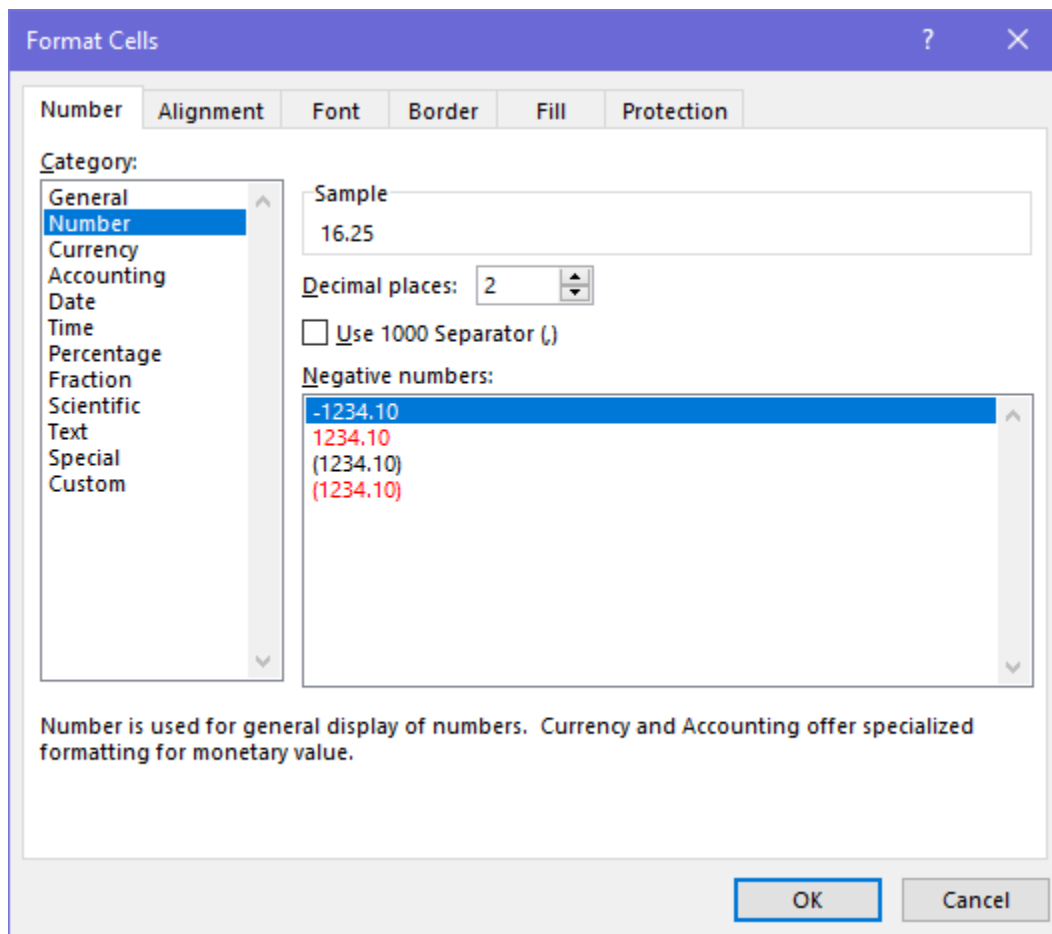 Format Cells ? ×
Number Alignment Font Border Fill Protection
Category:
General
Number
Currency
Accounting
Date
Time
Percentage
Fraction
Scientific
Text
Special
Custom
Sample
16.25
Decimal places: 2
Use 1000 Separator (,)
Negative numbers:
-1234.10
1234.10
(1234.10)
(1234.10)
Number is used for general display of numbers.  Currency and Accounting offer specialized
formatting for monetary value.
OK Cancel